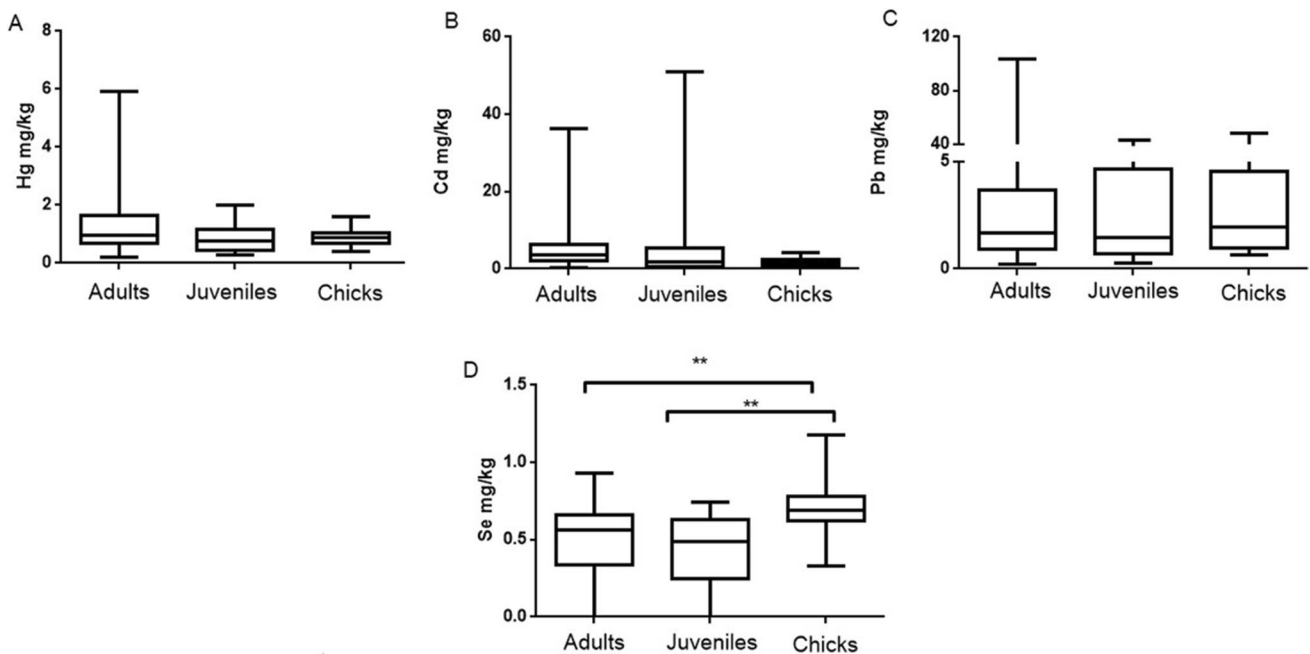 A
Hg mg/kg
8
6
4
2
0
Adults Juveniles Chicks
B
Cd mg/kg
60
40
20
0
Adults Juveniles Chicks
C
Pb mg/kg
120
80
40
5
0
Adults Juveniles Chicks
D
Se mg/kg
1.5
1.0
0.5
0.0
**
**
Adults Juveniles Chicks